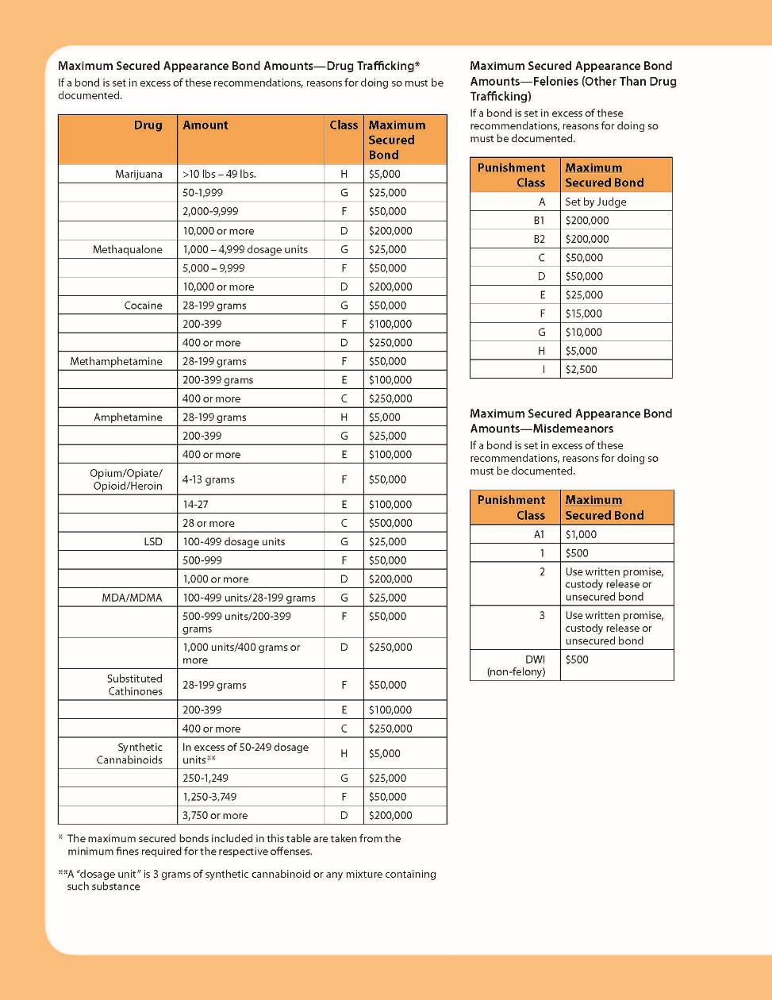 Maximum Secured Appearance Bond Amounts—Drug Trafficking*
If a bond is set in excess of these recommendations, reasons for doing so must be
documented.
Drug Amount Class Maximum
Secured
Bond
Marijuana >10 lbs – 49 lbs. H $5,000
50-1,999 G $25,000
2,000-9,999 F $50,000
10,000 or more D $200,000
Methaqualone 1,000 – 4,999 dosage units G $25,000
5,000 – 9,999 F $50,000
10,000 or more D $200,000
Cocaine 28-199 grams G $50,000
200-399 F $100,000
400 or more D $250,000
Methamphetamine 28-199 grams F $50,000
200-399 grams E $100,000
400 or more C $250,000
Amphetamine 28-199 grams H $5,000
200-399 G $25,000
400 or more E $100,000
Opium/Opiate/
Opioid/Heroin 4-13 grams F $50,000
14-27 E $100,000
28 or more C $500,000
LSD 100-499 dosage units G $25,000
500-999 F $50,000
1,000 or more D $200,000
MDA/MDMA 100-499 units/28-199 grams G $25,000
500-999 units/200-399 F $50,000
grams
1,000 units/400 grams or D $250,000
more
Substituted
Cathinones 28-199 grams F $50,000
200-399 E $100,000
400 or more C $250,000
Synthetic In excess of 50-249 dosage H $5,000
Cannabinoids units**
250-1,249 G $25,000
1,250-3,749 F $50,000
3,750 or more D $200,000
* The maximum secured bonds included in this table are taken from the
minimum fines required for the respective offenses.
**A “dosage unit” is 3 grams of synthetic cannabinoid or any mixture containing
such substance
Maximum Secured Appearance Bond
Amounts—Felonies (Other Than Drug
Trafficking)
If a bond is set in excess of these
recommendations, reasons for doing so
must be documented.
Punishment Maximum
Class Secured Bond
A Set by Judge
B1 $200,000
B2 $200,000
C $50,000
D $50,000
E $25,000
F $15,000
G $10,000
H $5,000
I $2,500
Maximum Secured Appearance Bond
Amounts—Misdemeanors
If a bond is set in excess of these
recommendations, reasons for doing so
must be documented.
Punishment Maximum
Class Secured Bond
A1 $1,000
1 $500
2 Use written promise,
custody release or
unsecured bond
3 Use written promise,
custody release or
unsecured bond
DWI $500
(non-felony)